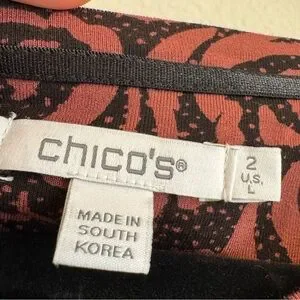 chico's®
2
U.S.
L
MADE IN
SOUTH
KOREA